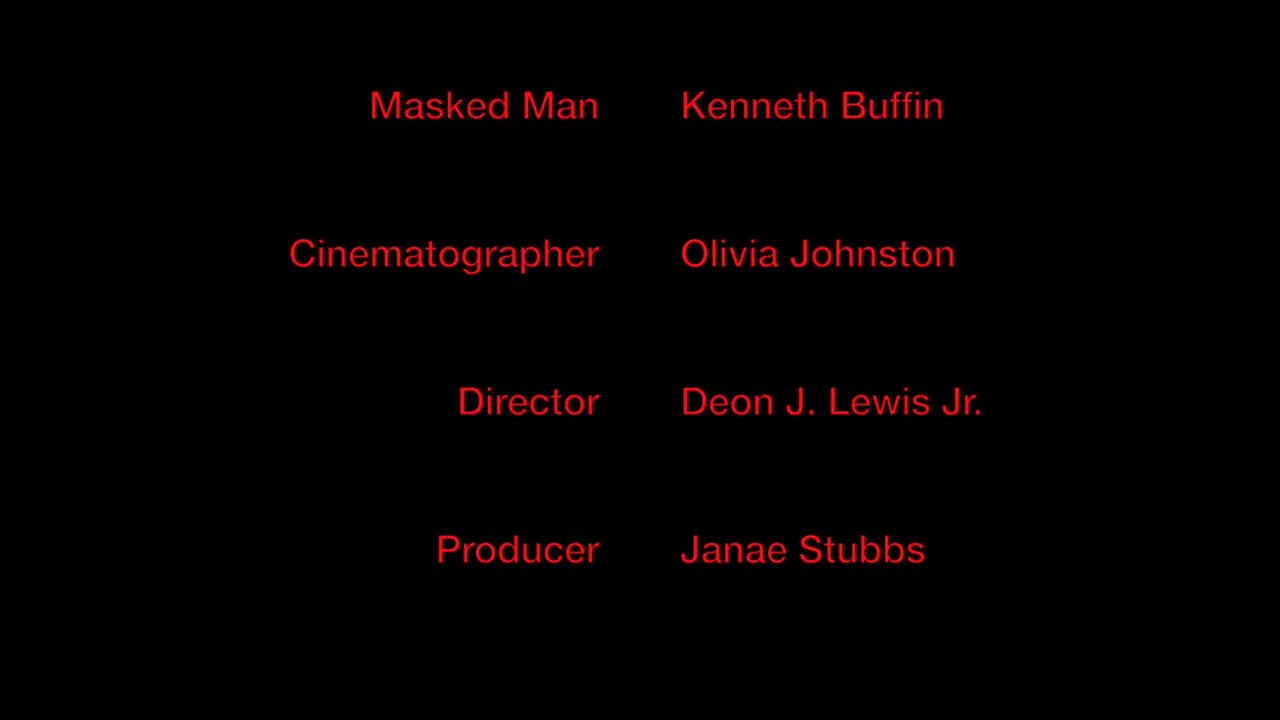 Masked Man Kenneth Buffin
Cinematographer Olivia Johnston
Director Deon J. Lewis Jr.
Producer Janae Stubbs